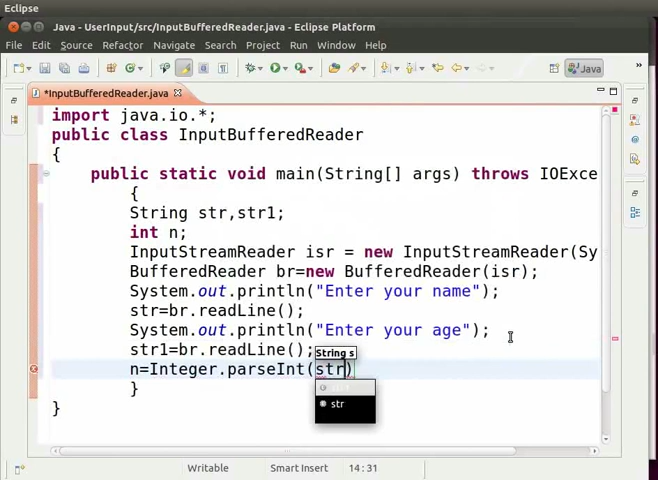 Eclipse
Java - UserInput/src/InputBufferedReader.java - Eclipse Platform
File Edit Source Refactor Navigate Search Project Run Window Help
Java
*InputBufferedReader.java
import java.io.*;
public class InputBufferedReader
{
public static void main(String[] args) throws IOExce
{
String str,str1;
int n;
InputStreamReader isr = new InputStreamReader(Sy
BufferedReader br=new BufferedReader(isr);
System.out.println("Enter your name");
str=br.readLine();
System.out.println("Enter your age");
str1=br.readLine();
String s
n=Integer.parseInt(str)
}
str
}
Writable Smart Insert 14 : 31